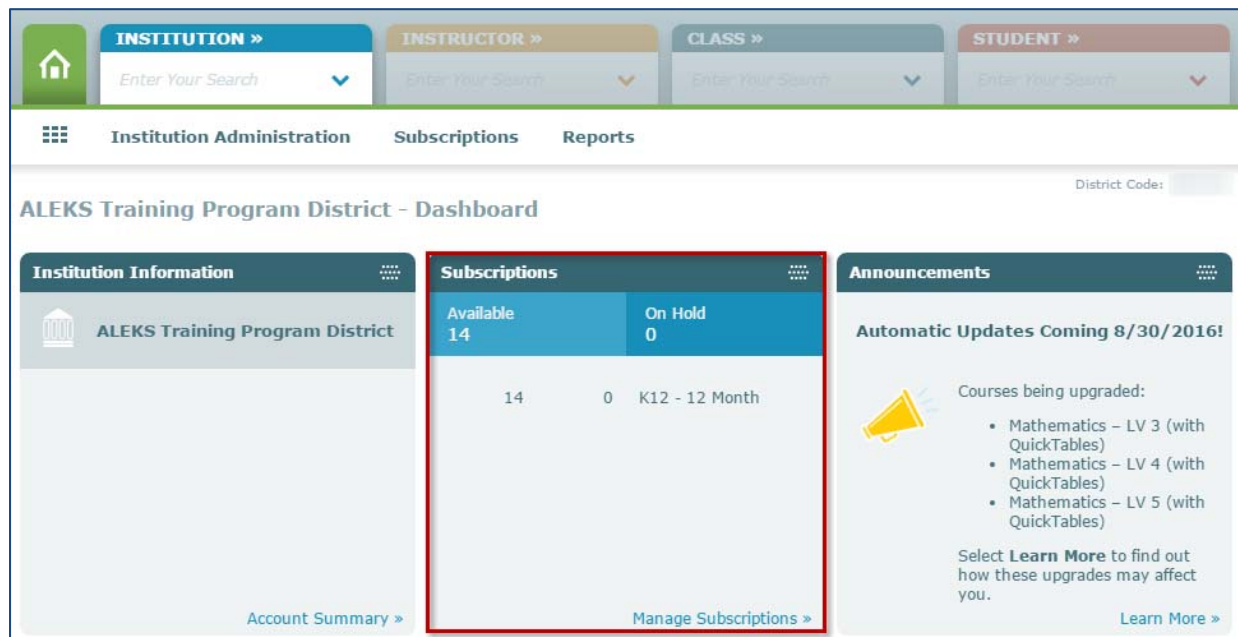 INSTITUTION »
INSTRUCTOR »
CLASS »
STUDENT »
Enter Your Search
Enter Your Search
Enter Your Search
Enter Your Search
Institution Administration
Subscriptions
Reports
District Code:
ALEKS Training Program District - Dashboard
Institution Information
ALEKS Training Program District
Account Summary »
Subscriptions
Available
14
On Hold
0
14 0 K12 - 12 Month
Manage Subscriptions »
Announcements
Automatic Updates Coming 8/30/2016!
Courses being upgraded:
• Mathematics – LV 3 (with
QuickTables)
• Mathematics – LV 4 (with
QuickTables)
• Mathematics – LV 5 (with
QuickTables)
Select Learn More to find out
how these upgrades may affect
you.
Learn More »